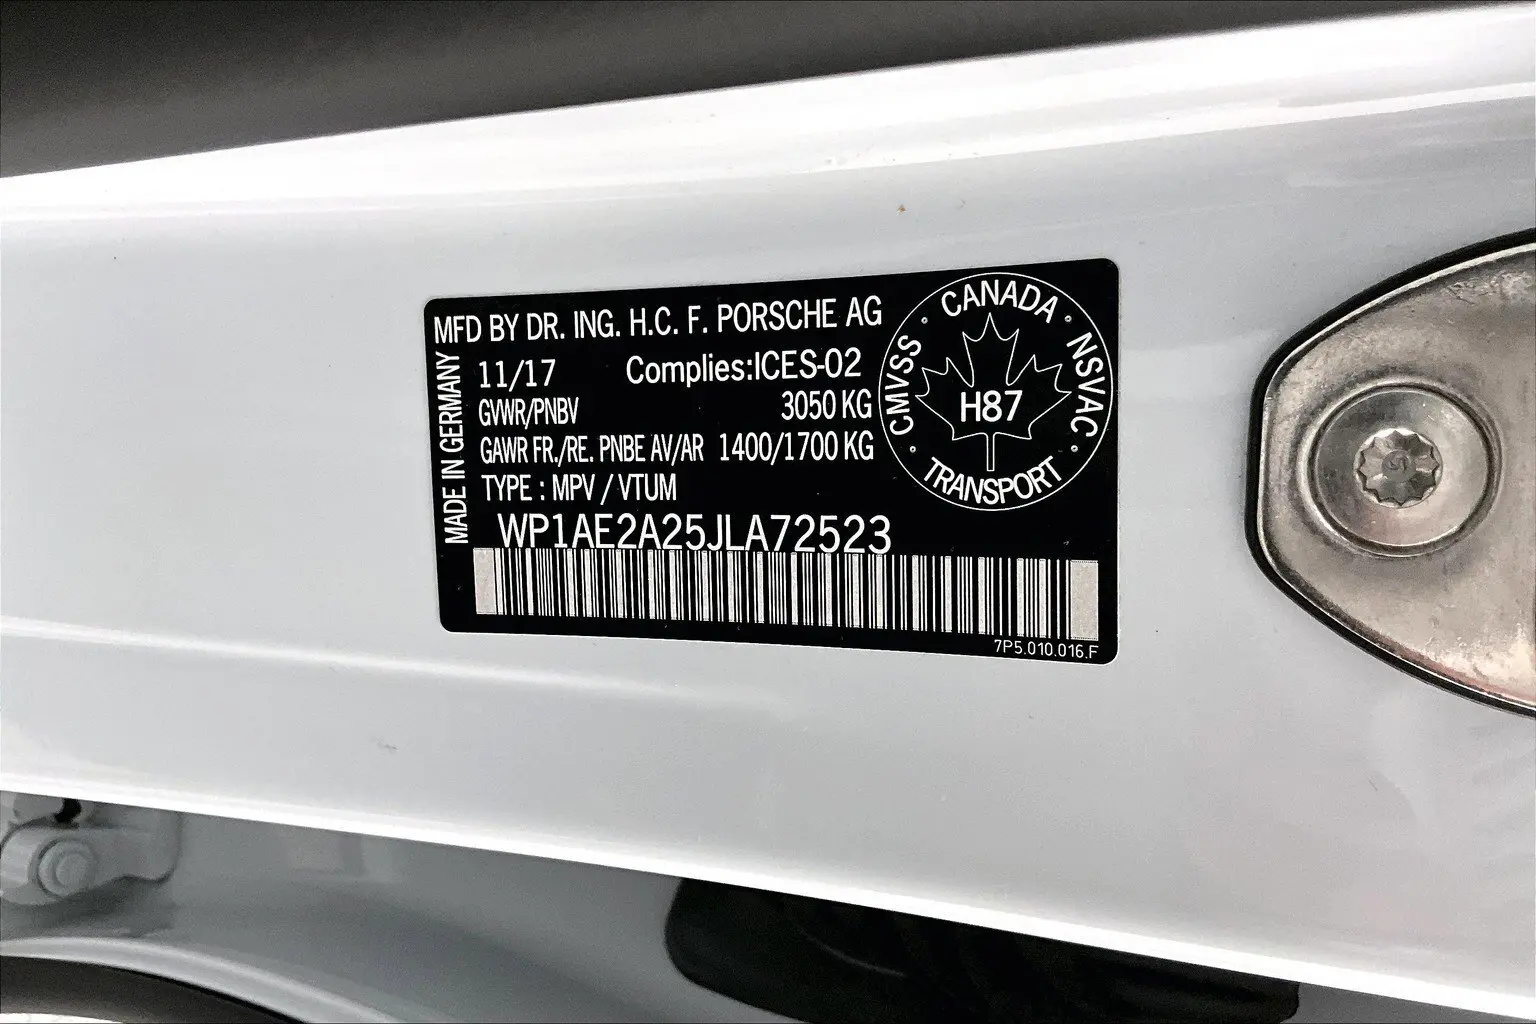 MFD BY DR. ING. H.C. F. PORSCHE AG
11/17 Complies:ICES-02
GVWR/PNBV 3050 KG
GAWR FR./RE. PNBE AV/AR 1400/1700 KG
TYPE : MPV / VTUM
WP1AE2A25JLA72523
7P5.010.016.F
MADE IN GERMANY
CANADA
CMVSS · NSVAC
H87
TRANSPORT